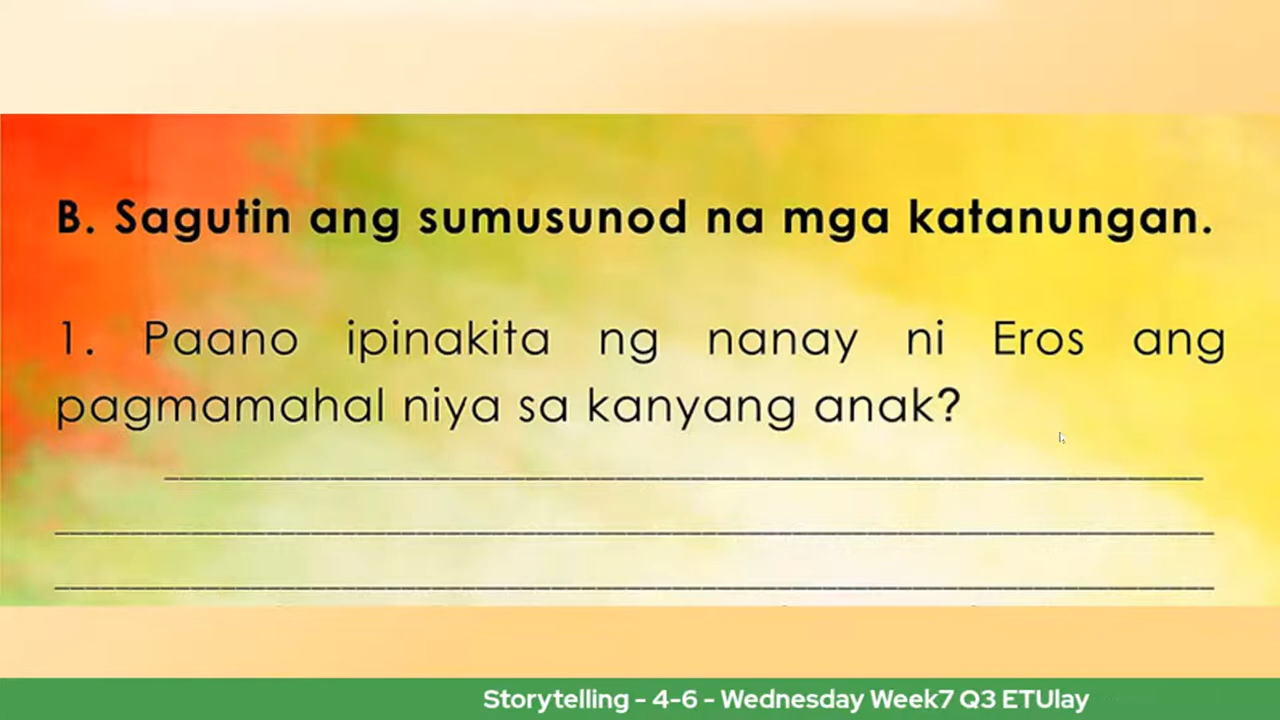 B. Sagutin ang sumusunod na mga katanungan.
1. Paano ipinakita ng nanay ni Eros ang
pagmamahal niya sa kanyang anak?
Storytelling - 4-6 - Wednesday Week7 Q3 ETUlay